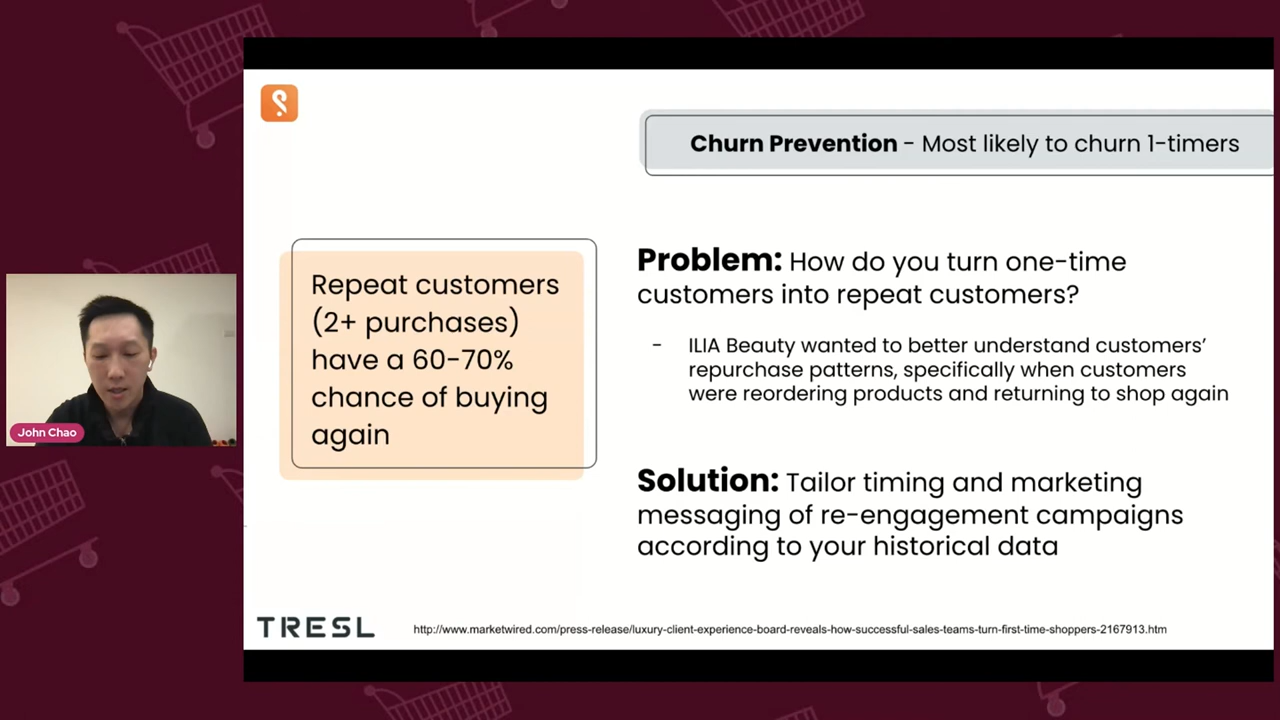 Churn Prevention - Most likely to churn 1-timers
Repeat customers
(2+ purchases)
have a 60-70%
chance of buying
again
Problem: How do you turn one-time
customers into repeat customers?
- ILIA Beauty wanted to better understand customers’
repurchase patterns, specifically when customers
were reordering products and returning to shop again
Solution: Tailor timing and marketing
messaging of re-engagement campaigns
according to your historical data
John Chao
TRESL
http://www.marketwired.com/press-release/luxury-client-experience-board-reveals-how-successful-sales-teams-turn-first-time-shoppers-2167913.htm